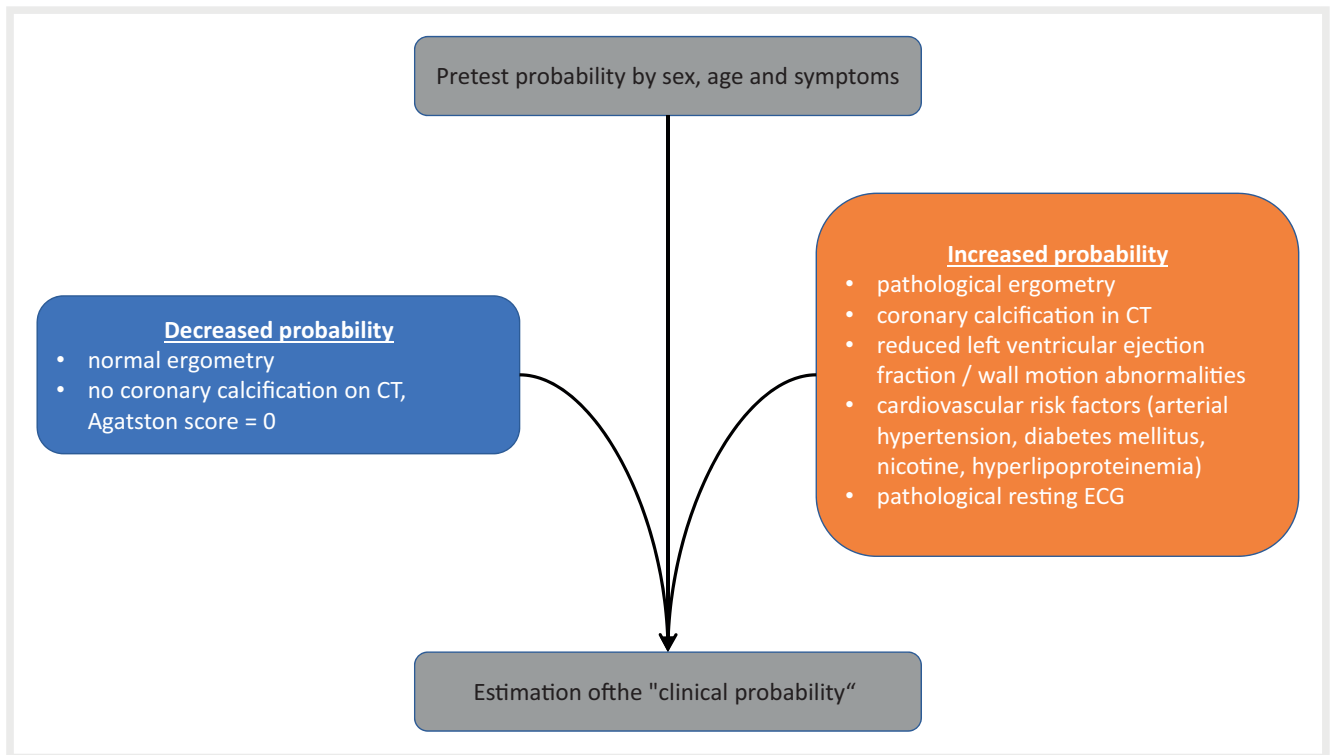 Pretest probability by sex, age and symptoms
Decreased probability
• normal ergometry
• no coronary calcification on CT,
Agatston score = 0
Increased probability
• pathological ergometry
• coronary calcification in CT
• reduced left ventricular ejection
fraction / wall motion abnormalities
• cardiovascular risk factors (arterial
hypertension, diabetes mellitus,
nicotine, hyperlipoproteinemia)
• pathological resting ECG
Estimation ofthe "clinical probability“